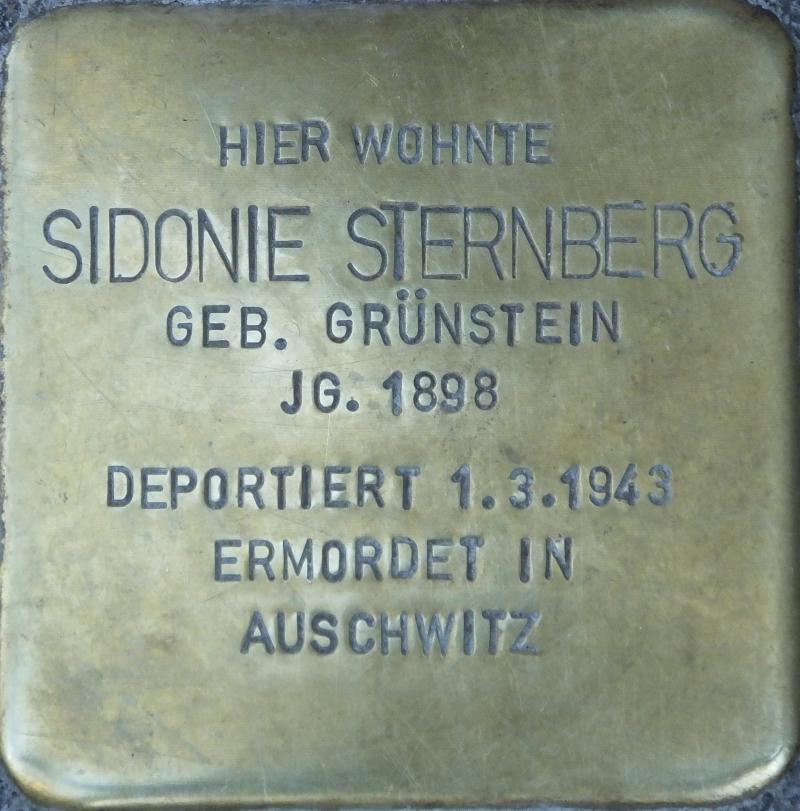 HIER WOHNTE
SIDONIE STERNBERG
GEB. GRÜNSTEIN
JG. 1898
DEPORTIERT 1.3.1943
ERMORDET IN
AUSCHWITZ